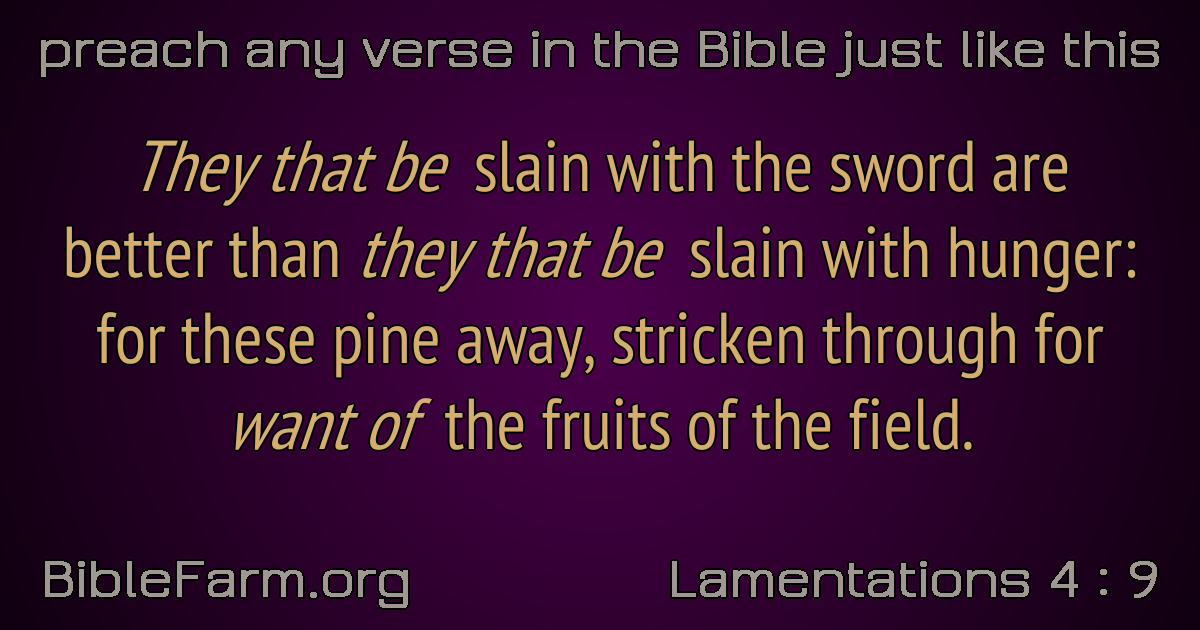 preach any verse in the Bible just like this
They that be slain with the sword are
better than they that be slain with hunger:
for these pine away, stricken through for
want of the fruits of the field.
BibleFarm.org
Lamentations 4 : 9